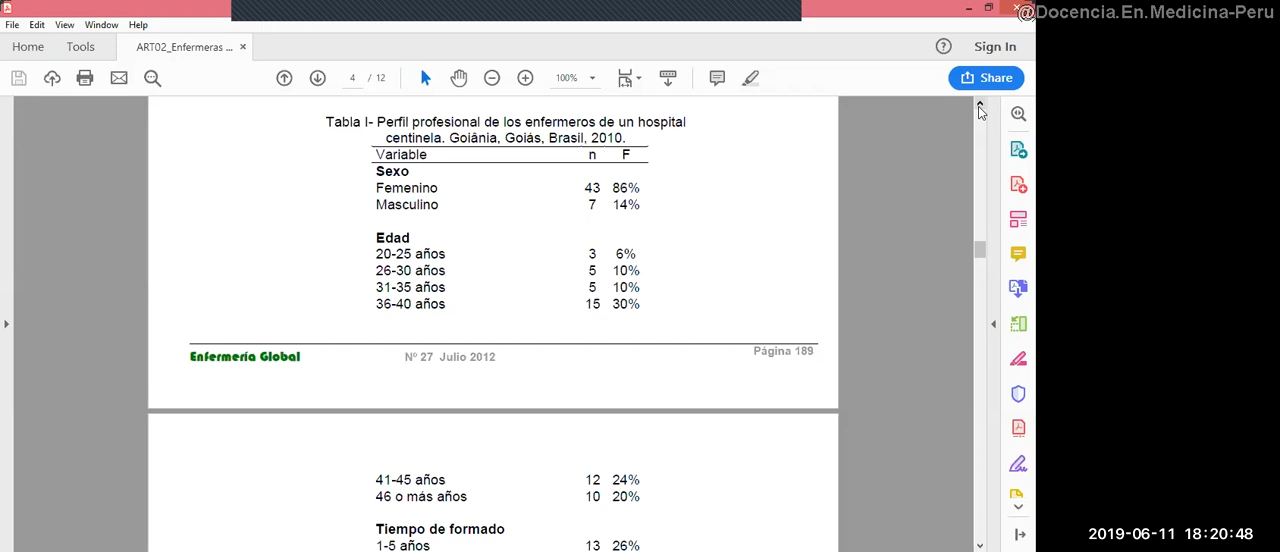 @Docencia.En.Medicina-Peru
File Edit View Window Help
Home Tools ART02_Enfermeras ... × ? Sign In
4 / 12 100% Share
Tabla I- Perfil profesional de los enfermeros de un hospital
centinela. Goiânia, Goiás, Brasil, 2010.
Variable n F
Sexo
Femenino 43 86%
Masculino 7 14%
Edad
20-25 años 3 6%
26-30 años 5 10%
31-35 años 5 10%
36-40 años 15 30%
Enfermería Global Nº 27 Julio 2012 Página 189
41-45 años 12 24%
46 o más años 10 20%
Tiempo de formado
1-5 años 13 26%
2019-06-11 18:20:48